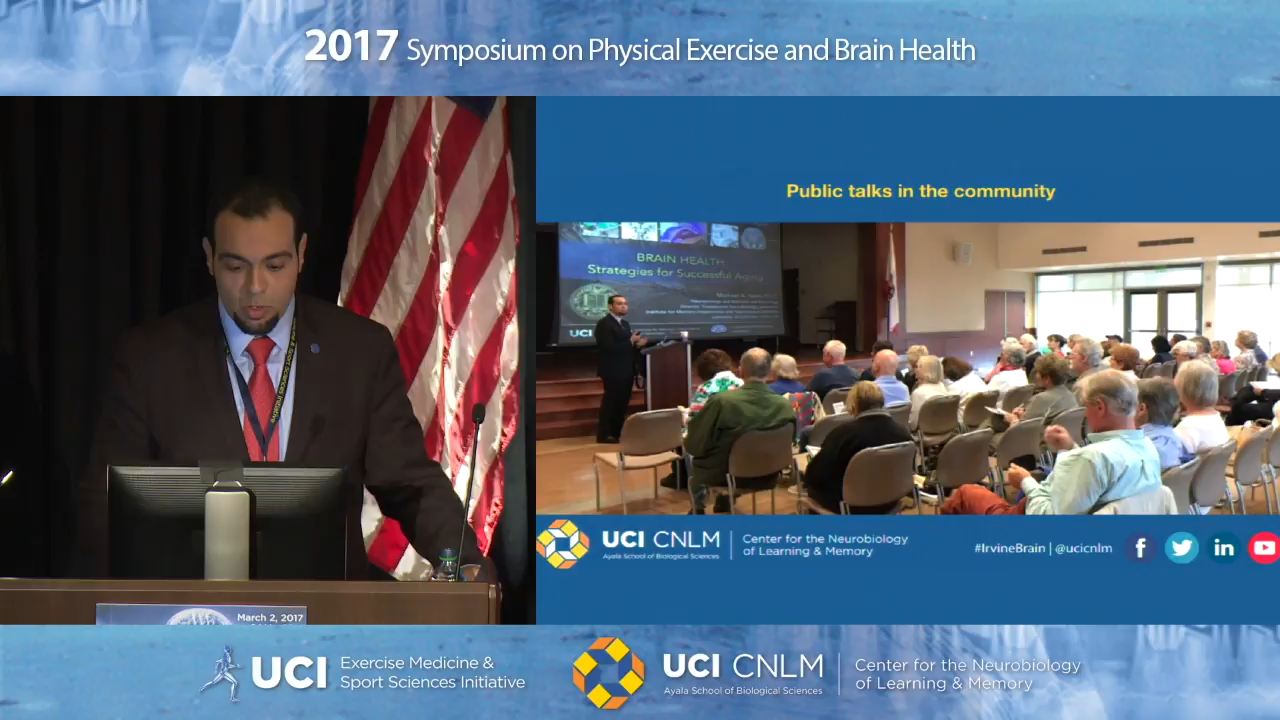 2017 Symposium on Physical Exercise and Brain Health
Public talks in the community
BRAIN HEALTH
Strategies for Successful Aging
UCI
UCI CNLM
Ayala School of Biological Sciences
Center for the Neurobiology
of Learning & Memory
#IrvineBrain | @ucicnlm
f
in
March 2, 2017
UCI
Exercise Medicine &
Sport Sciences Initiative
UCI CNLM
Ayala School of Biological Sciences
Center for the Neurobiology
of Learning & Memory